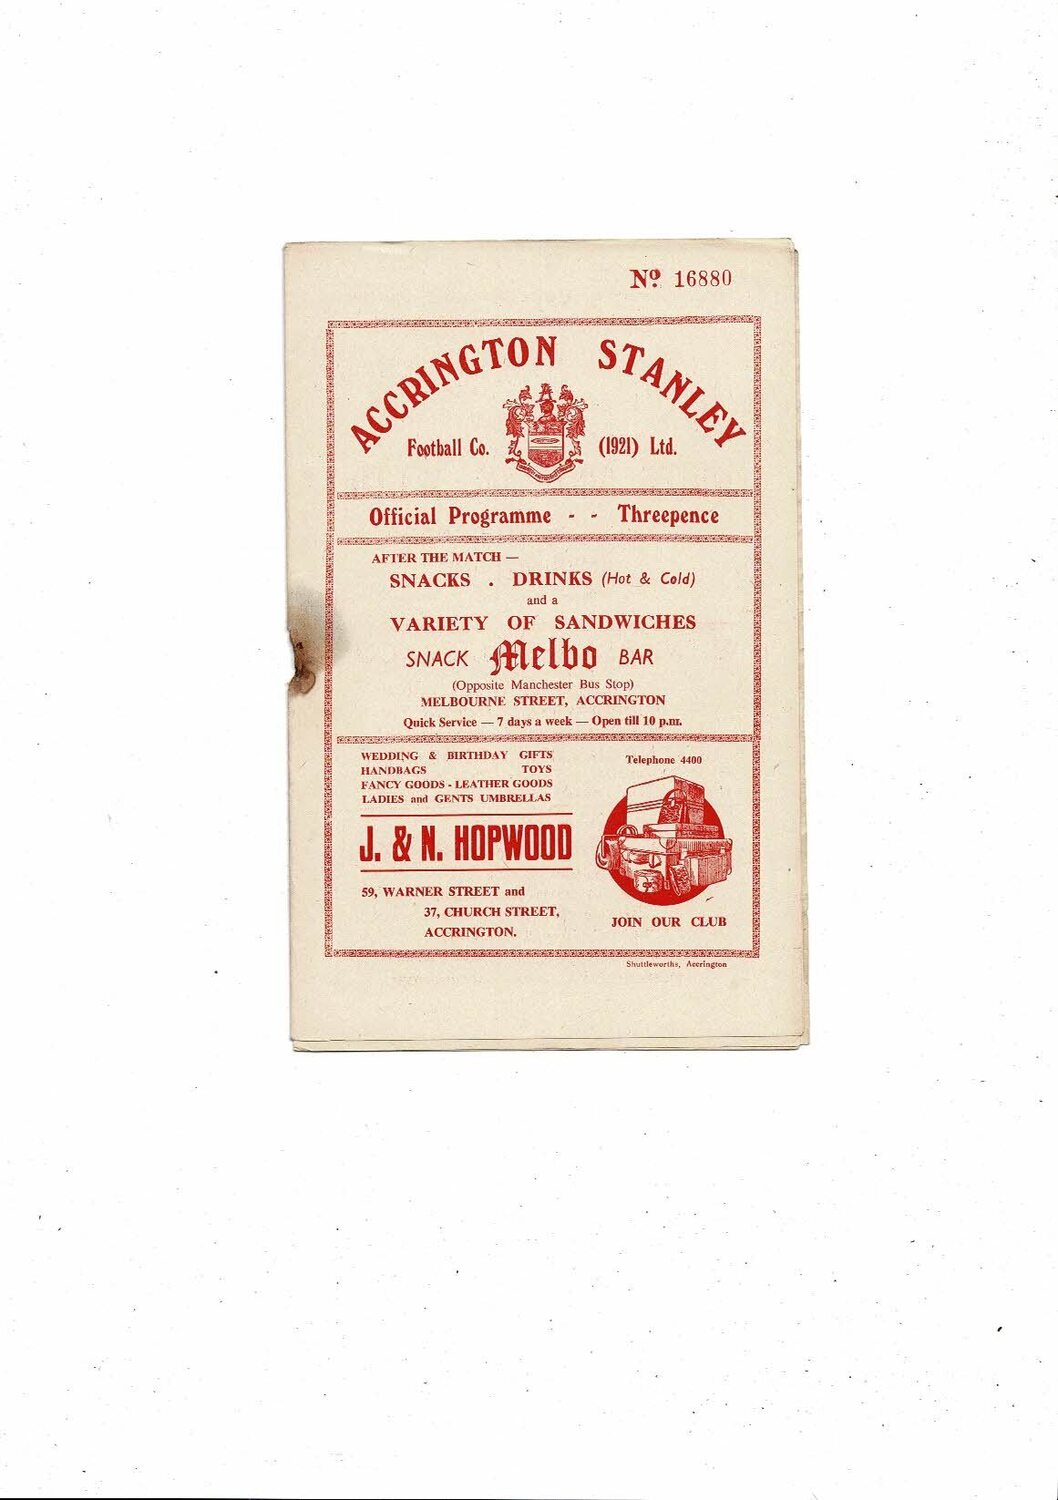 Nº 16880
ACCRINGTON STANLEY
Football Co. (1921) Ltd.
Official Programme - - Threepence
AFTER THE MATCH —
SNACKS . DRINKS (Hot & Cold)
and a
VARIETY OF SANDWICHES
SNACK Melbo BAR
(Opposite Manchester Bus Stop)
MELBOURNE STREET, ACCRINGTON
Quick Service — 7 days a week — Open till 10 p.m.
WEDDING & BIRTHDAY GIFTS
HANDBAGS TOYS
FANCY GOODS - LEATHER GOODS
LADIES and GENTS UMBRELLAS
J. & N. HOPWOOD
59, WARNER STREET and
37, CHURCH STREET,
ACCRINGTON.
Telephone 4400
JOIN OUR CLUB
Shuttleworths, Accrington